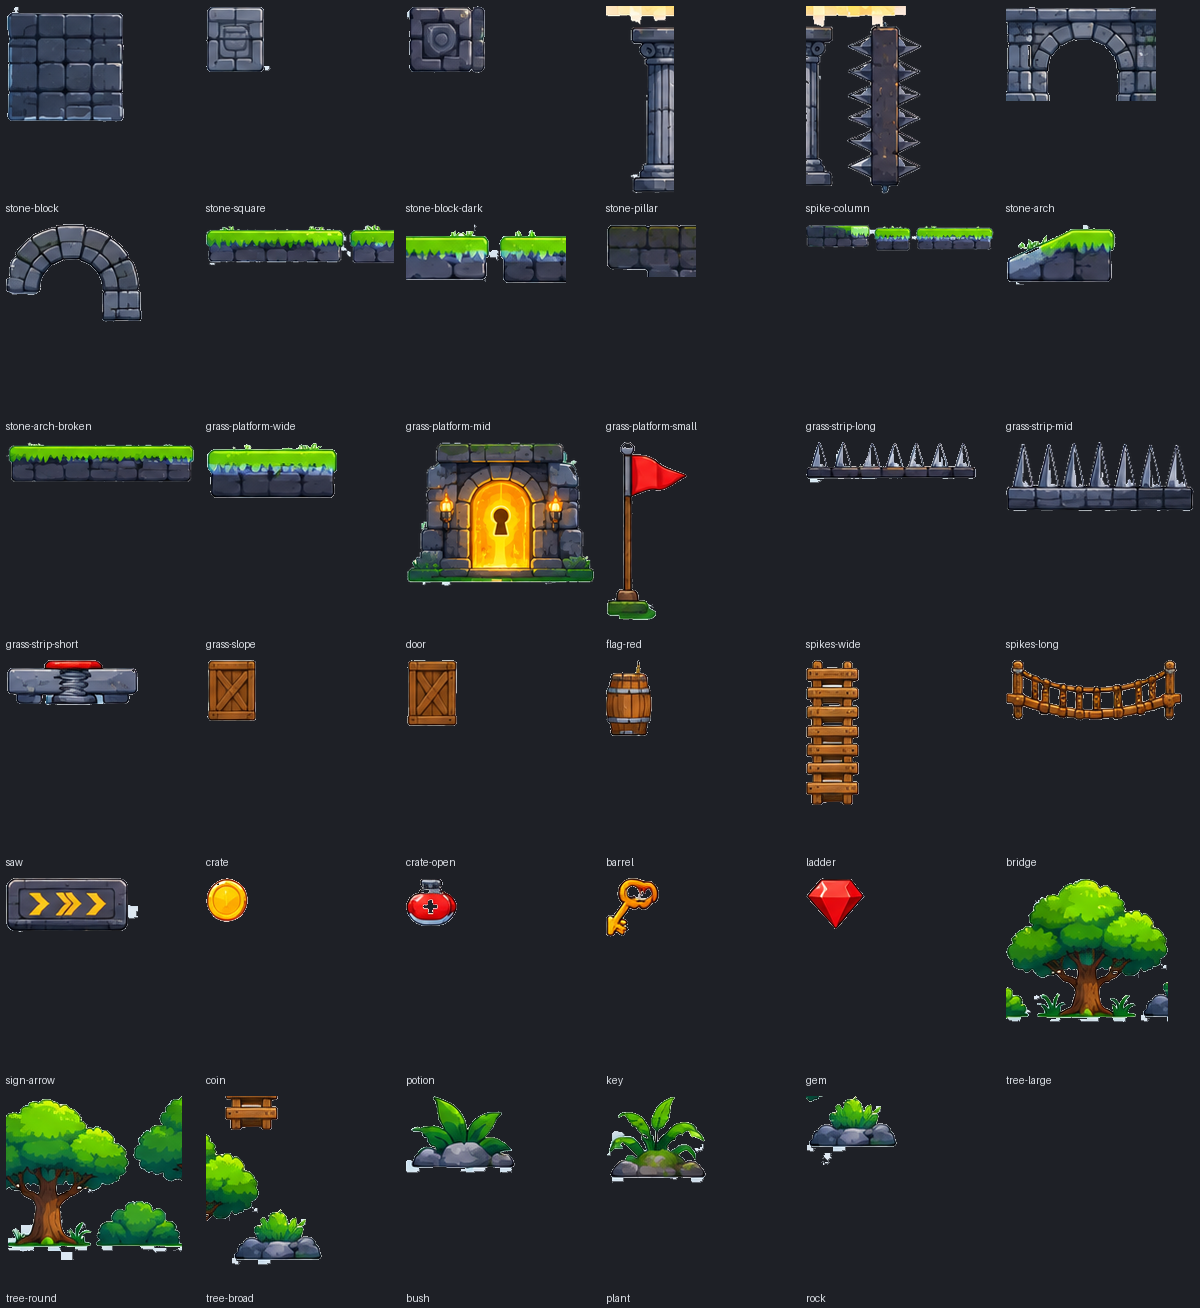 stone-block
stone-square
stone-block-dark
stone-pillar
spike-column
stone-arch
stone-arch-broken
grass-platform-wide
grass-platform-mid
grass-platform-small
grass-strip-long
grass-strip-mid
grass-strip-short
grass-slope
door
flag-red
spikes-wide
spikes-long
saw
crate
crate-open
barrel
ladder
bridge
sign-arrow
coin
potion
key
gem
tree-large
tree-round
tree-broad
bush
plant
rock